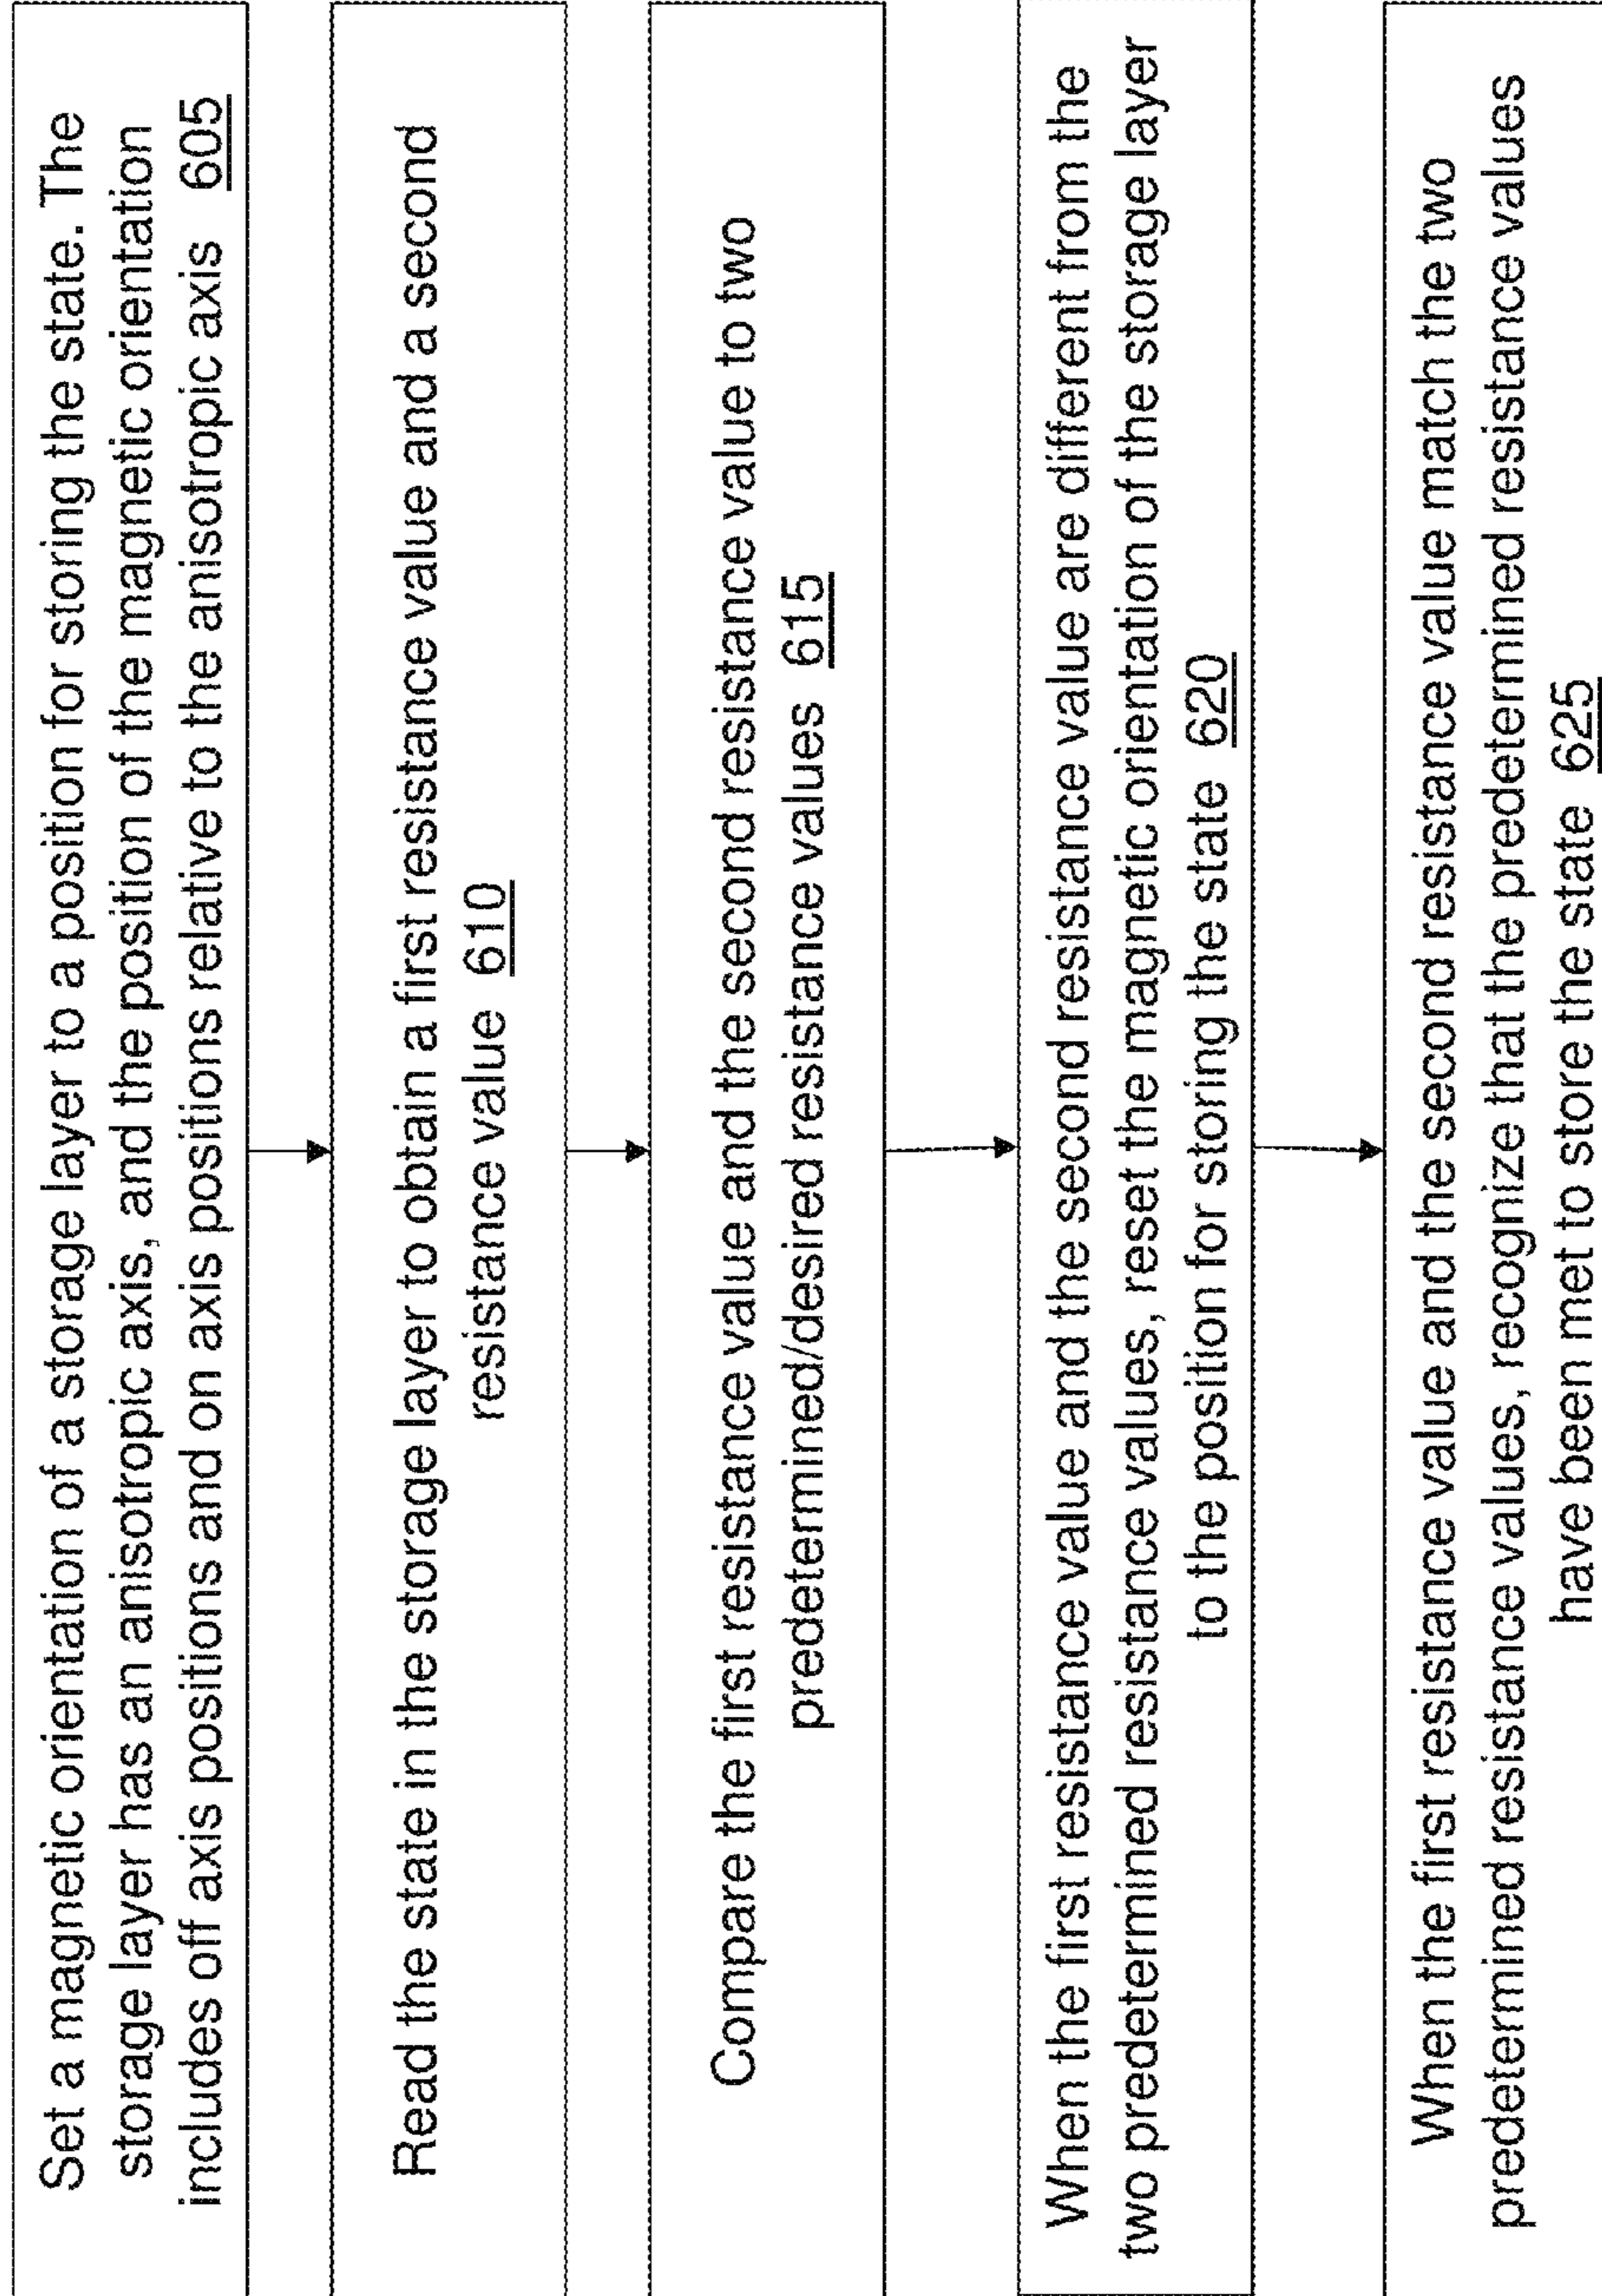 Set a magnetic orientation of a storage layer to a position for storing the state. The
storage layer has an anisotropic axis, and the position of the magnetic orientation
includes off axis positions and on axis positions relative to the anisotropic axis 605
Read the state in the storage layer to obtain a first resistance value and a second
resistance value 610
Compare the first resistance value and the second resistance value to two
predetermined/desired resistance values 615
When the first resistance value and the second resistance value are different from the
two predetermined resistance values, reset the magnetic orientation of the storage layer
to the position for storing the state 620
When the first resistance value and the second resistance value match the two
predetermined resistance values, recognize that the predetermined resistance values
have been met to store the state 625